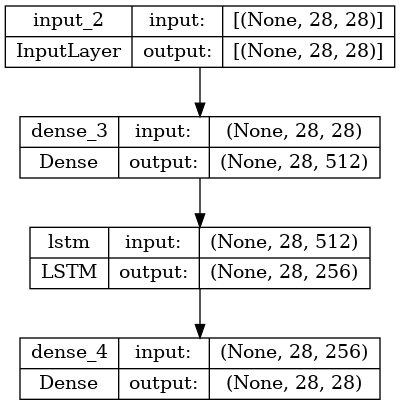 input_2 input: [(None, 28, 28)]
InputLayer output: [(None, 28, 28)]
dense_3 input: (None, 28, 28)
Dense output: (None, 28, 512)
lstm input: (None, 28, 512)
LSTM output: (None, 28, 256)
dense_4 input: (None, 28, 256)
Dense output: (None, 28, 28)